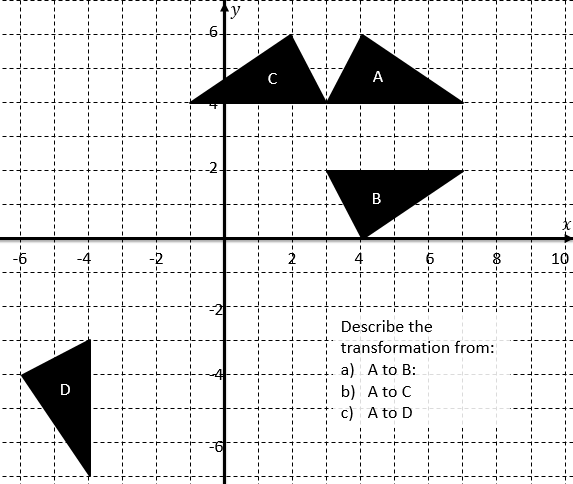 y
6
C A
4
2
B
x
-6 -4 -2 2 4 6 8 10
-2
Describe the
transformation from:
-4
D
a) A to B:
b) A to C
c) A to D
-6